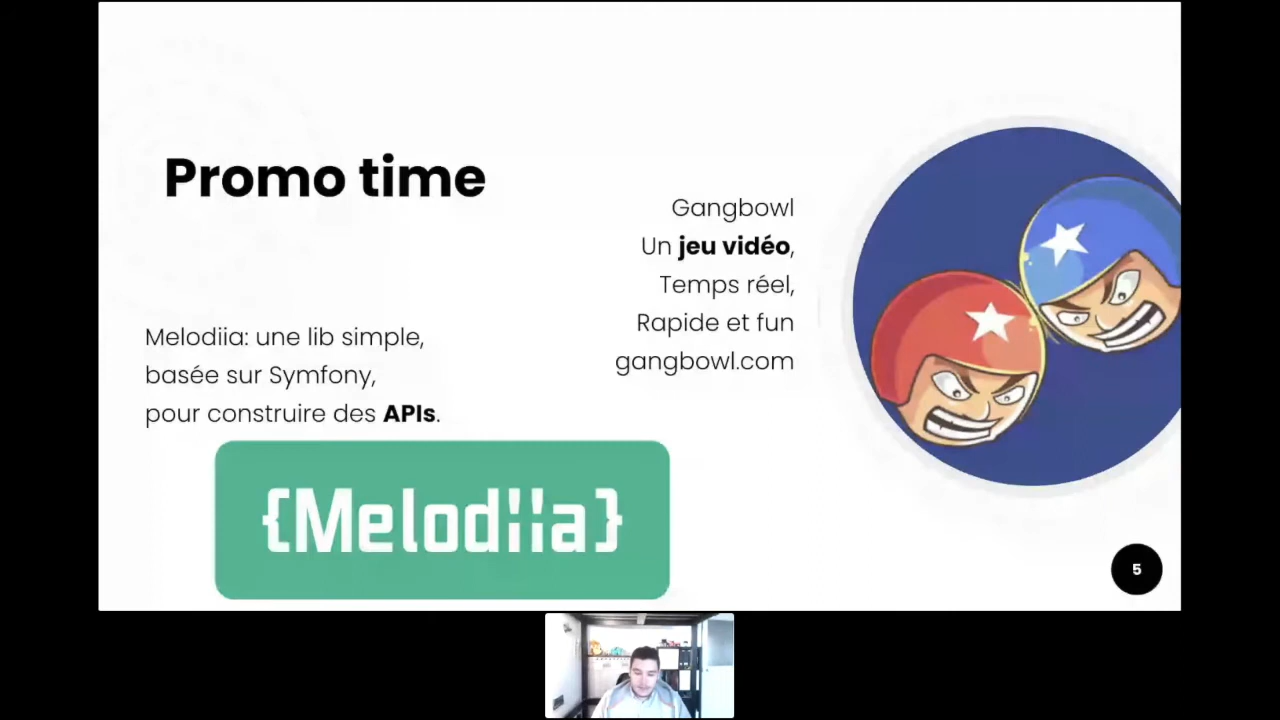 Promo time
Melodiia: une lib simple,
basée sur Symfony,
pour construire des APIs.
{Melodiia}
Gangbowl
Un jeu vidéo,
Temps réel,
Rapide et fun
gangbowl.com
5